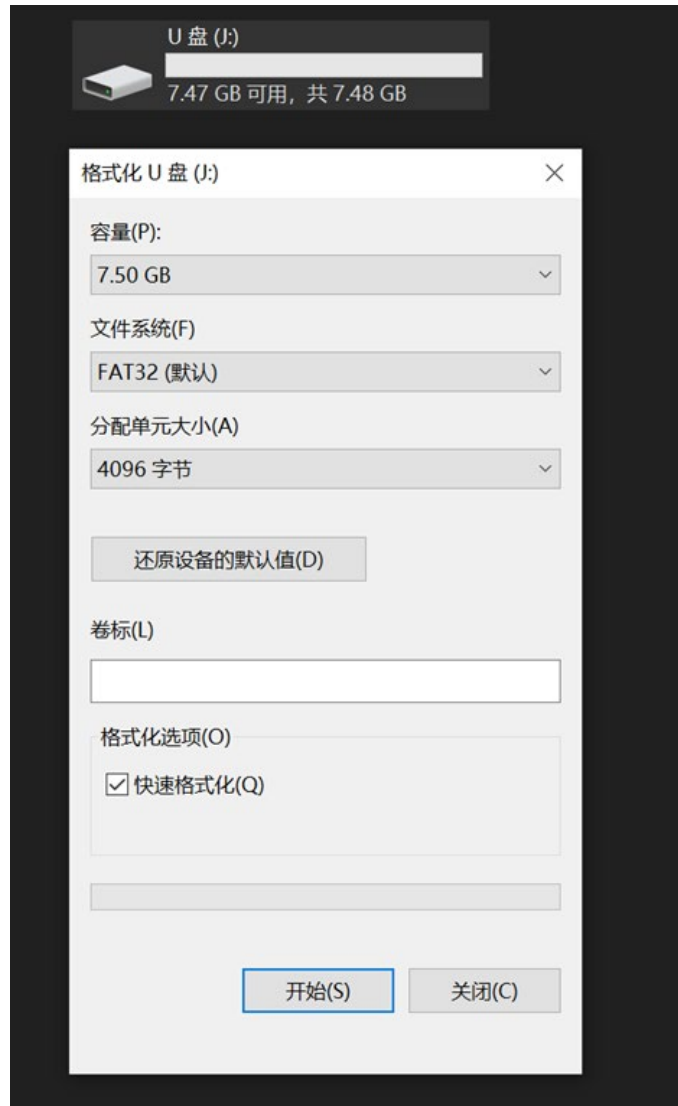 U 盘 (J:)
7.47 GB 可用，共 7.48 GB
格式化 U 盘 (J:)
容量(P):
7.50 GB
文件系统(F)
FAT32 (默认)
分配单元大小(A)
4096 字节
还原设备的默认值(D)
卷标(L)
格式化选项(O)
快速格式化(Q)
开始(S)
关闭(C)